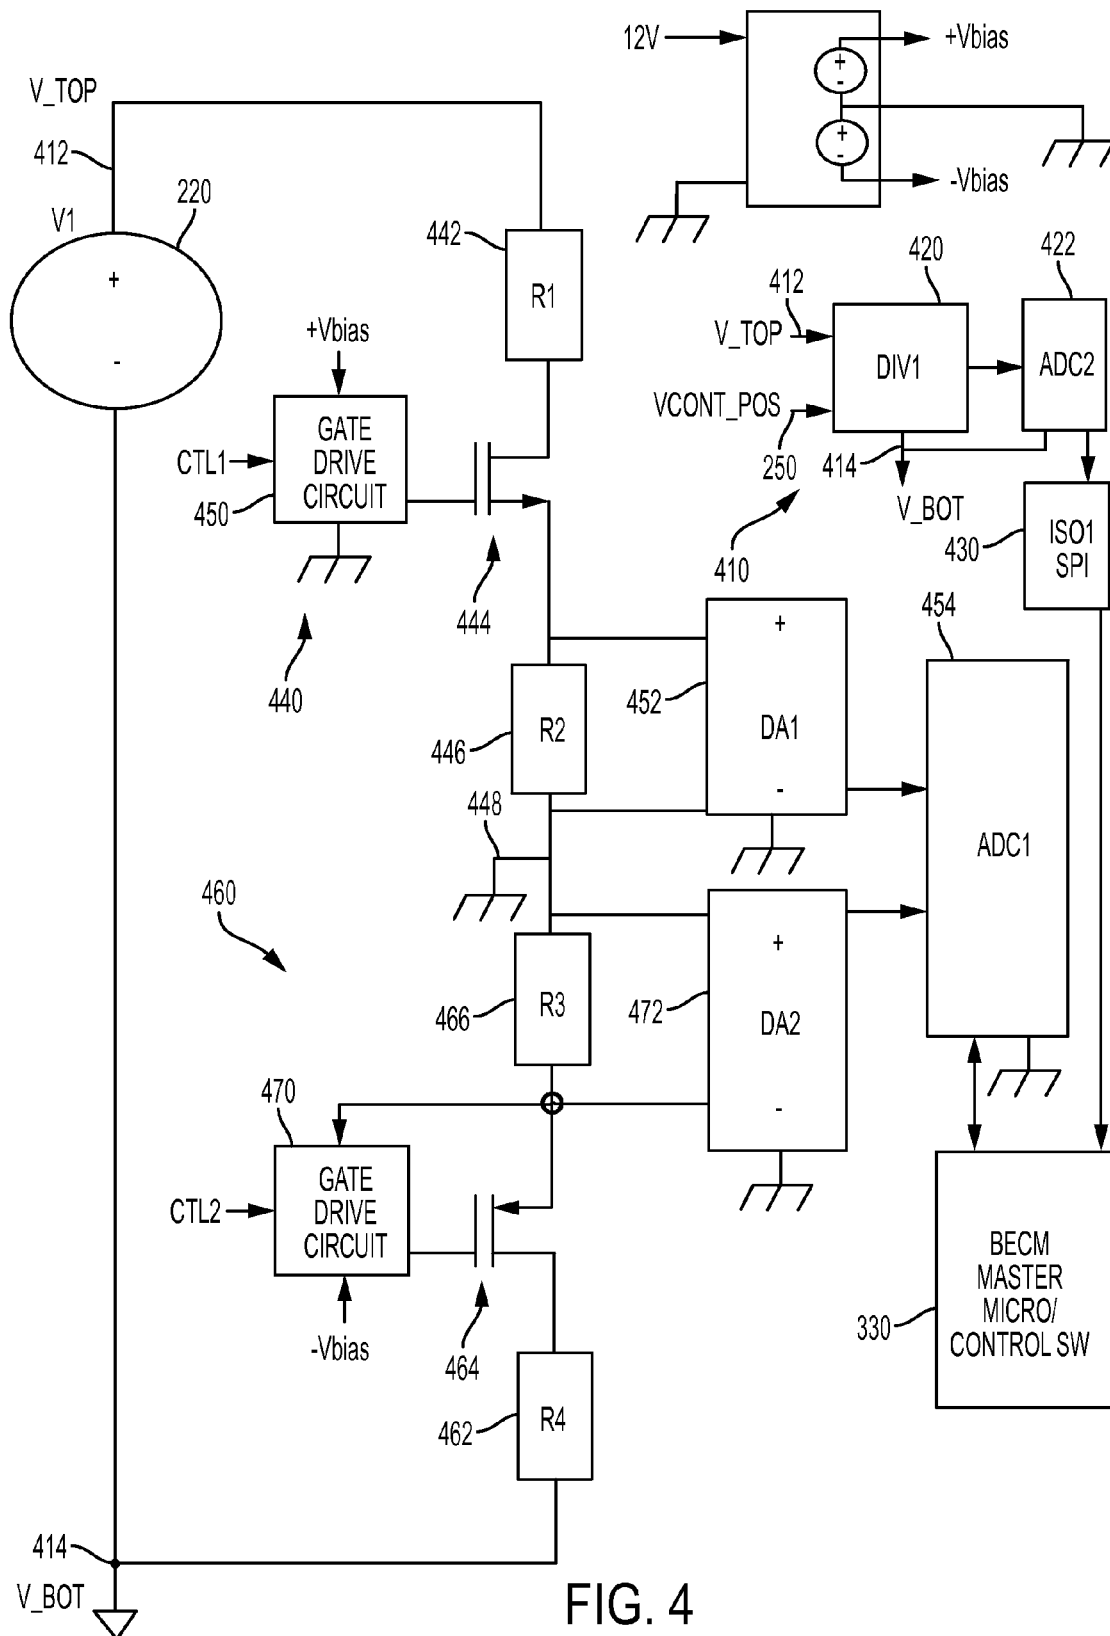 12V
+Vbias
+
-
+
-
-Vbias
V_TOP
412
V1
220
+
-
442
R1
+Vbias
GATE
DRIVE
CIRCUIT
CTL1
450
444
440
412
420
422
V_TOP
DIV1
ADC2
VCONT_POS
250
414
V_BOT
410
430
ISO1
SPI
454
452
+
DA1
-
446
R2
448
ADC1
460
466
R3
472
+
DA2
-
470
GATE
DRIVE
CIRCUIT
CTL2
-Vbias
464
462
R4
330
BECM
MASTER
MICRO/
CONTROL SW
414
V_BOT
FIG. 4